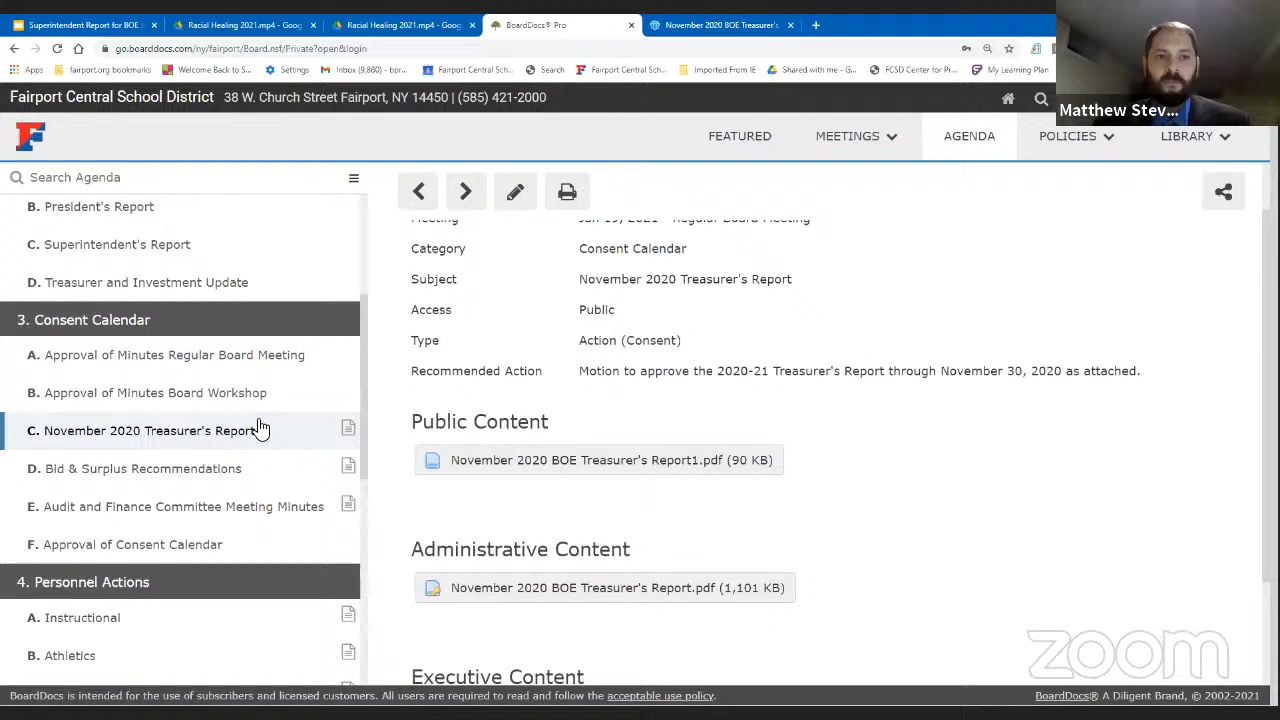 Superintendent Report for BOE J
Racial Healing 2021.mp4 - Goog
Racial Healing 2021.mp4 - Goog
BoardDocs® Pro
November 2020 BOE Treasurer's
go.boarddocs.com/ny/fairport/Board.nsf/Private?open&login
Apps
fairport.org bookmarks
Welcome Back to S...
Settings
Inbox (9,880) - bpr...
Fairport Central Sch...
Search
Fairport Central Sch...
Imported From IE
Shared with me - G...
FCSD Center for Pr...
My Learning Plan
Matthew Stev...
Fairport Central School District 38 W. Church Street Fairport, NY 14450 | (585) 421-2000
F
FEATURED
MEETINGS
AGENDA
POLICIES
LIBRARY
Search Agenda
B. President's Report
C. Superintendent's Report
D. Treasurer and Investment Update
3. Consent Calendar
A. Approval of Minutes Regular Board Meeting
B. Approval of Minutes Board Workshop
C. November 2020 Treasurer's Report
D. Bid & Surplus Recommendations
E. Audit and Finance Committee Meeting Minutes
F. Approval of Consent Calendar
4. Personnel Actions
A. Instructional
B. Athletics
Meeting Jan 19, 2021 - Regular Board Meeting
Category Consent Calendar
Subject November 2020 Treasurer's Report
Access Public
Type Action (Consent)
Recommended Action Motion to approve the 2020-21 Treasurer's Report through November 30, 2020 as attached.
Public Content
November 2020 BOE Treasurer's Report1.pdf (90 KB)
Administrative Content
November 2020 BOE Treasurer's Report.pdf (1,101 KB)
Executive Content
zoom
BoardDocs is intended for the use of subscribers and licensed customers. All users are required to read and follow the acceptable use policy.
BoardDocs® A Diligent Brand, © 2002-2021